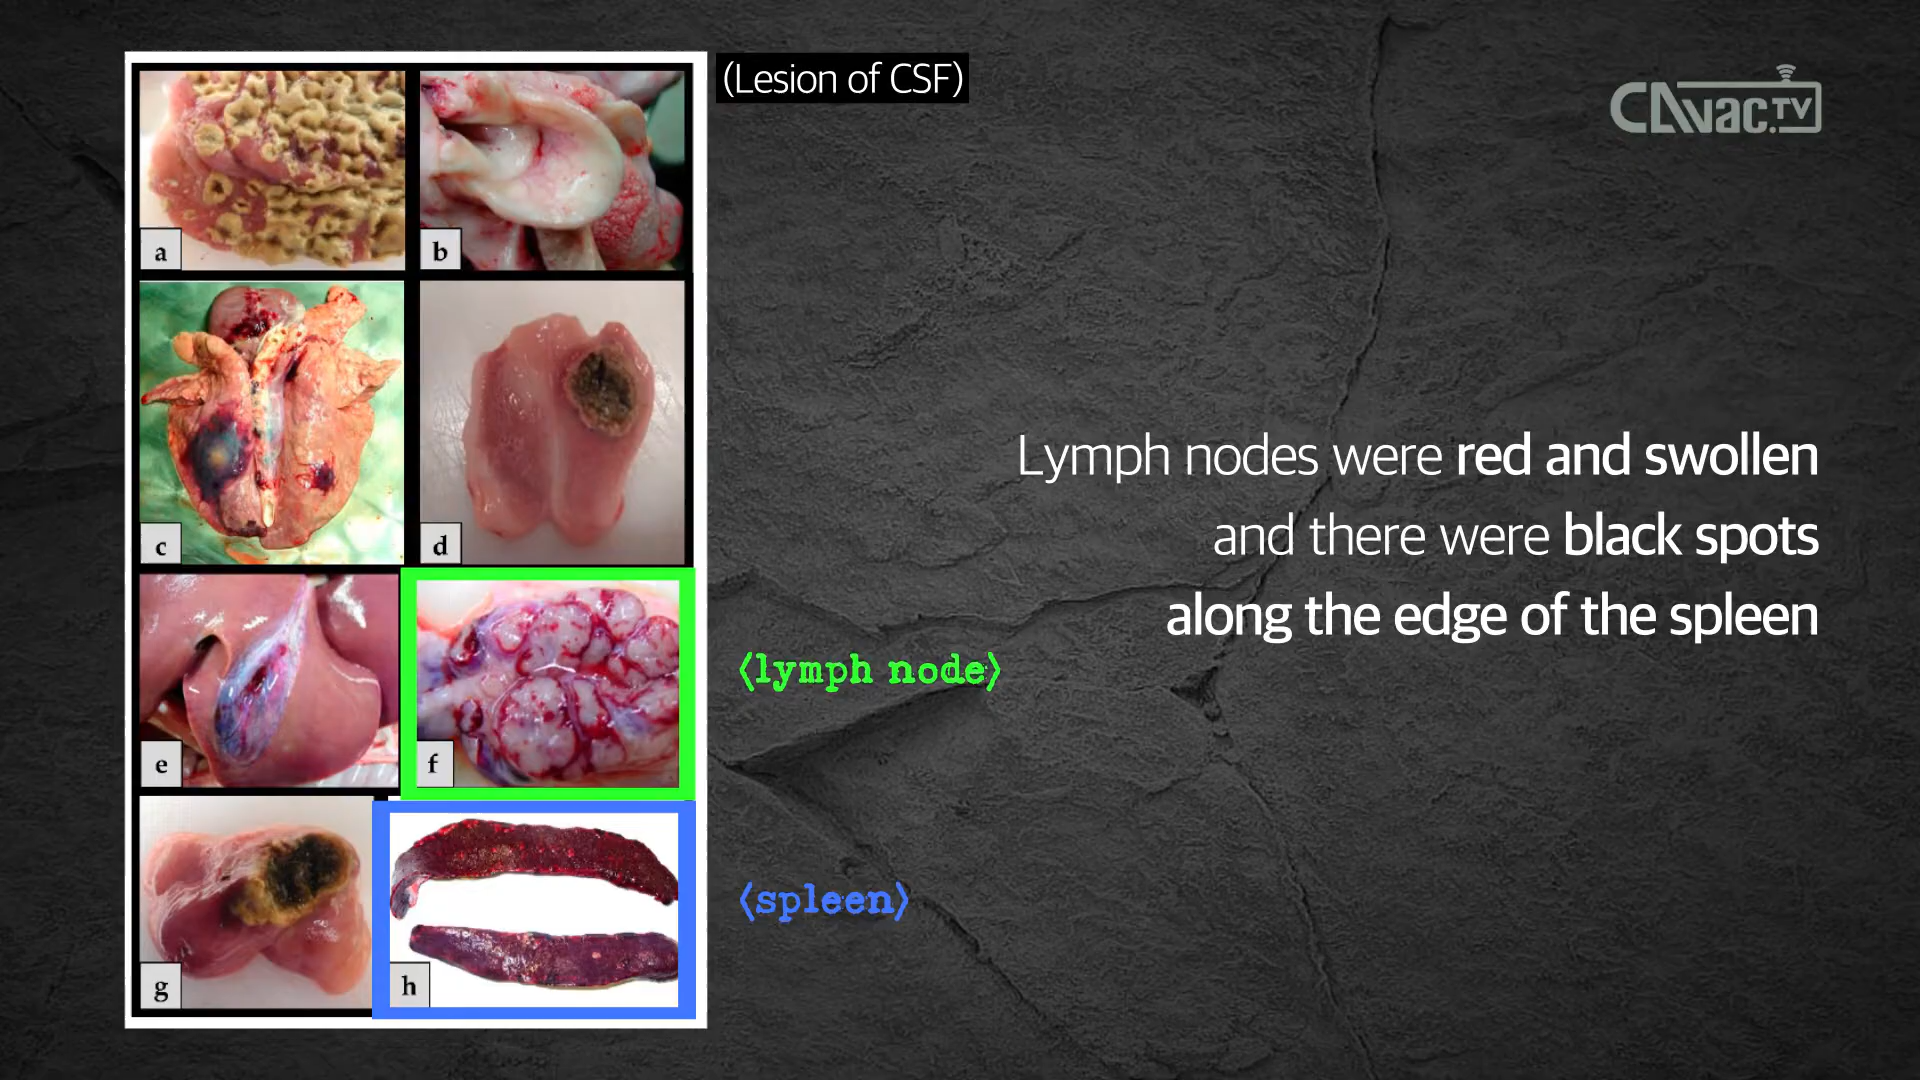 (Lesion of CSF)
CAvac.TV
a
b
c
d
e
f
g
h
Lymph nodes were red and swollen
and there were black spots
along the edge of the spleen
<lymph node>
<spleen>